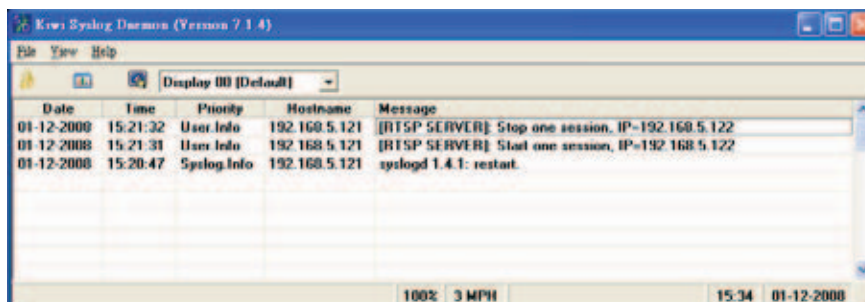 Kiwi Syslog Daemon (Version 7.1.4)
File View Help
Display 00 (Default)
Date Time Priority Hostname Message
01-12-2008 15:21:32 User.Info 192.168.5.121 [RTSP SERVER]: Stop one session, IP=192.168.5.122
01-12-2008 15:21:31 User.Info 192.168.5.121 [RTSP SERVER]: Start one session, IP=192.168.5.122
01-12-2008 15:20:47 Syslog.Info 192.168.5.121 syslogd 1.4.1: restart.
100% 3 MPH 15:34 01-12-2008